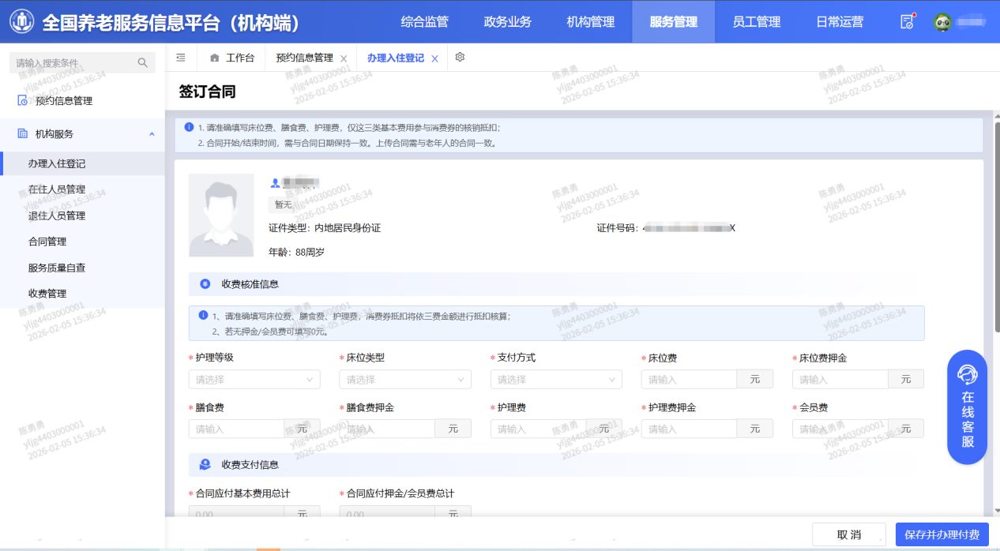 全国养老服务信息平台（机构端）
综合监管 政务业务 机构管理 服务管理 员工管理 日常运营
请输入搜索条件
工作台 预约信息管理 办理入住登记
预约信息管理
机构服务
办理入住登记
在住人员管理
退住人员管理
合同管理
服务质量自查
收费管理
签订合同
1. 请准确填写床位费、膳食费、护理费，仅这三类基本费用参与消费券的核销抵扣；
2. 合同开始/结束时间，需与合同日期保持一致。上传合同需与老年人的合同一致。
暂无
证件类型：内地居民身份证 证件号码： X
年龄：88周岁
收费核准信息
1、请准确填写床位费、膳食费、护理费，消费券抵扣将依三费金额进行抵扣核算；
2、若无押金/会员费可填写0元。
*护理等级 *床位类型 *支付方式 *床位费 *床位费押金
请选择 请选择 请选择 请输入 元 请输入 元
*膳食费 *膳食费押金 *护理费 *护理费押金 *会员费
请输入 元 请输入 元 请输入 元 请输入 元 请输入 元
收费支付信息
*合同应付基本费用总计 *合同应付押金/会员费总计
0.00 元 0.00 元
取消 保存并办理付费
在线客服
陈勇勇
yljg4403000001
2026-02-05 15:36:34